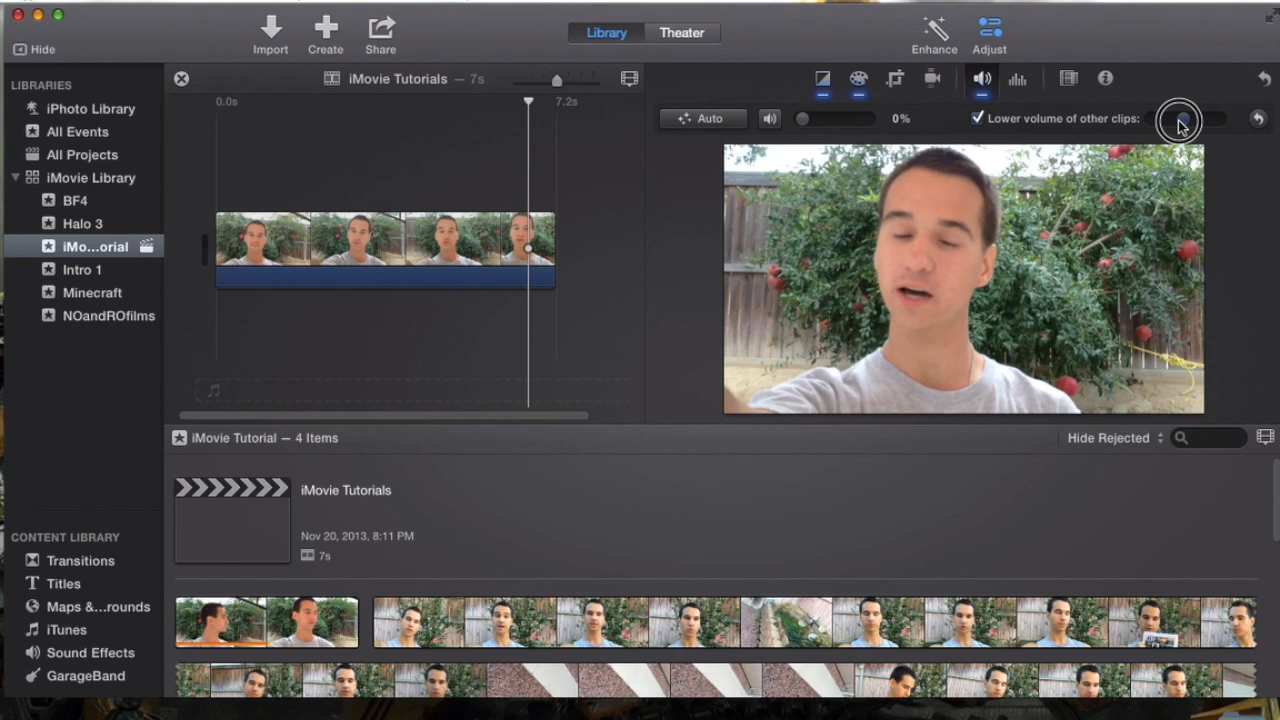 Library Theater
Hide Import Create Share Enhance Adjust
LIBRARIES
iPhoto Library
All Events
All Projects
iMovie Library
BF4
Halo 3
iMo...orial
Intro 1
Minecraft
NOandROfilms
CONTENT LIBRARY
Transitions
Titles
Maps &...rounds
iTunes
Sound Effects
GarageBand
iMovie Tutorials — 7s
0.0s 7.2s
Auto 0% Lower volume of other clips:
iMovie Tutorial — 4 Items Hide Rejected
iMovie Tutorials
Nov 20, 2013, 8:11 PM
7s